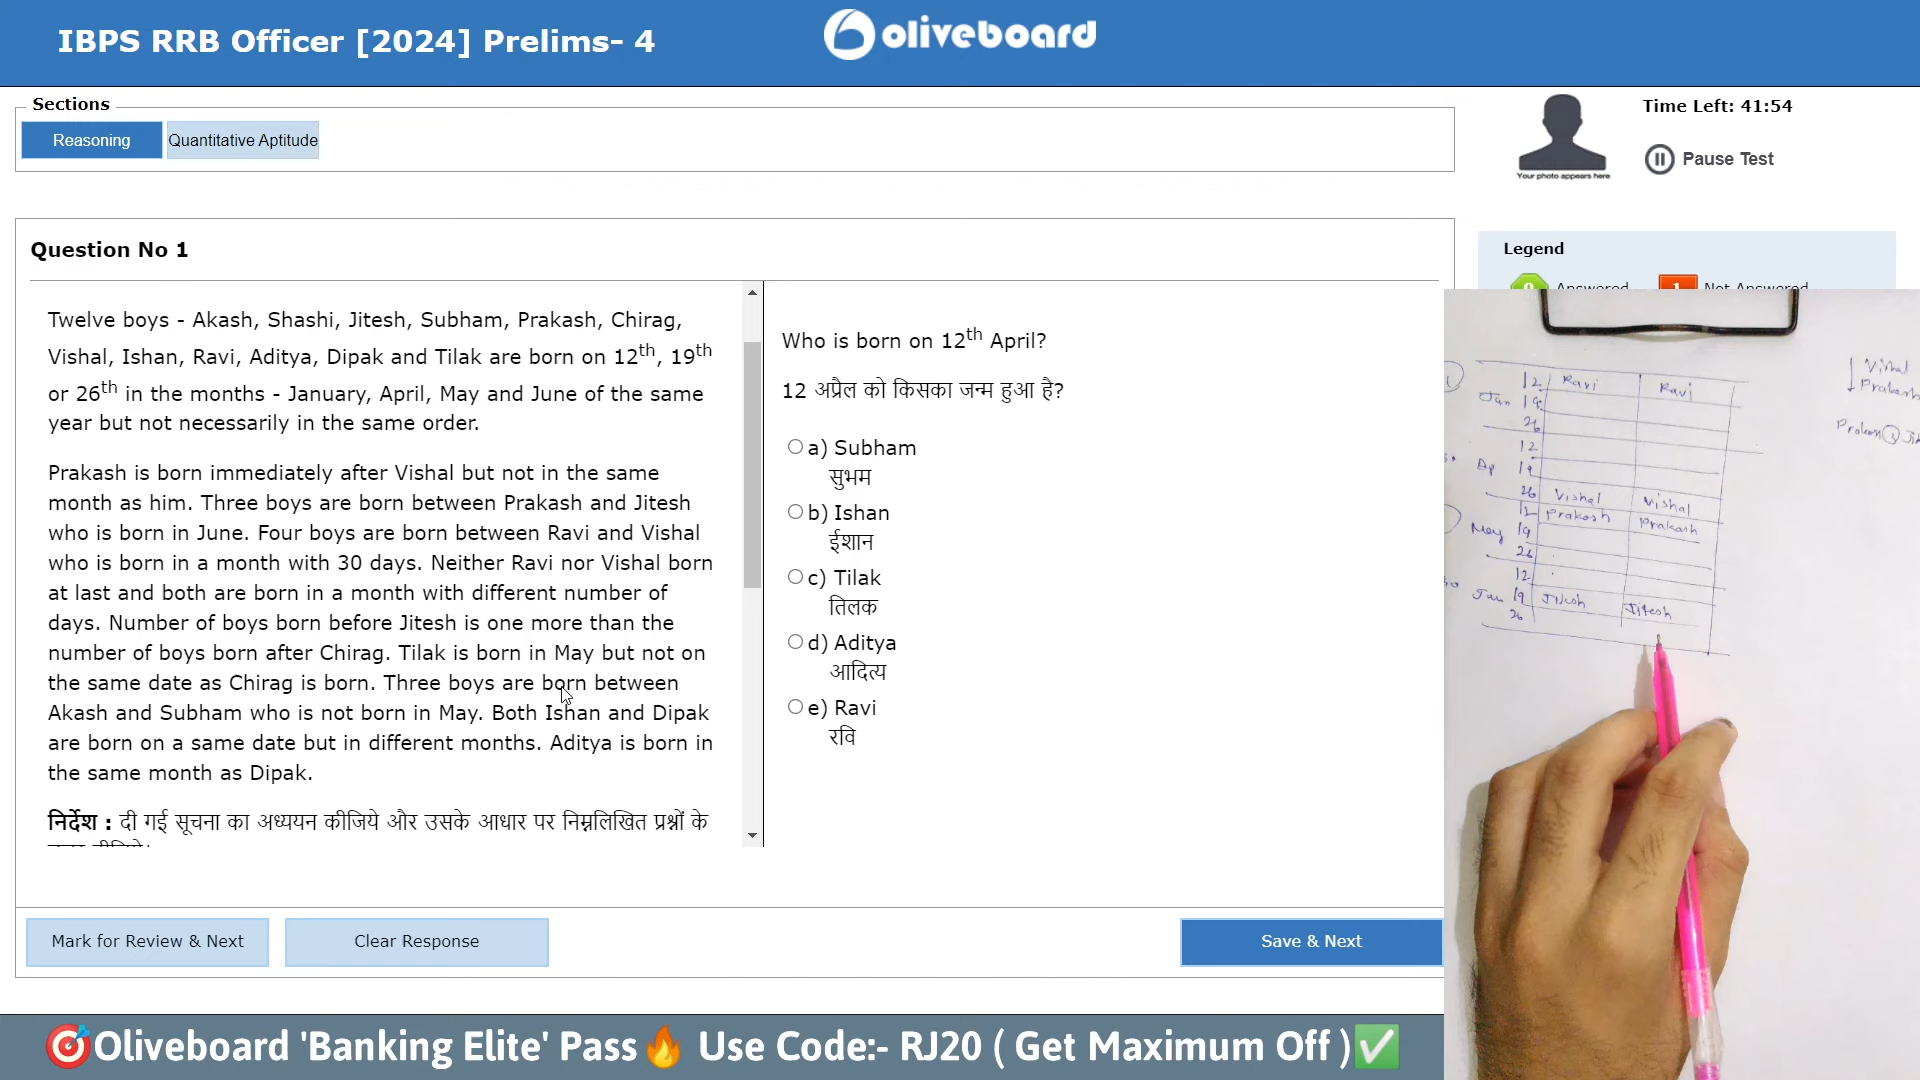 IBPS RRB Officer [2024] Prelims- 4
oliveboard
Sections
Reasoning
Quantitative Aptitude
Time Left: 41:54
Pause Test
Your photo appears here
Question No 1
Legend
Answered
Not Answered
Twelve boys - Akash, Shashi, Jitesh, Subham, Prakash, Chirag,
Vishal, Ishan, Ravi, Aditya, Dipak and Tilak are born on 12th, 19th
or 26th in the months - January, April, May and June of the same
year but not necessarily in the same order.
Prakash is born immediately after Vishal but not in the same
month as him. Three boys are born between Prakash and Jitesh
who is born in June. Four boys are born between Ravi and Vishal
who is born in a month with 30 days. Neither Ravi nor Vishal born
at last and both are born in a month with different number of
days. Number of boys born before Jitesh is one more than the
number of boys born after Chirag. Tilak is born in May but not on
the same date as Chirag is born. Three boys are born between
Akash and Subham who is not born in May. Both Ishan and Dipak
are born on a same date but in different months. Aditya is born in
the same month as Dipak.
निर्देश : दी गई सूचना का अध्ययन कीजिये और उसके आधार पर निम्नलिखित प्रश्नों के
Who is born on 12th April?
12 अप्रैल को किसका जन्म हुआ है?
a) Subham
सुभम
b) Ishan
ईशान
c) Tilak
तिलक
d) Aditya
आदित्य
e) Ravi
रवि
Mark for Review & Next
Clear Response
Save & Next
12 Ravi Ravi
Jan 19
26
12
Ap 19
26 Vishal Vishal
12 Prakash Prakash
May 19
26
12
Jun 19 Jitesh Jitesh
26
Vishal
Prakash
Oliveboard 'Banking Elite' Pass Use Code:- RJ20 ( Get Maximum Off )